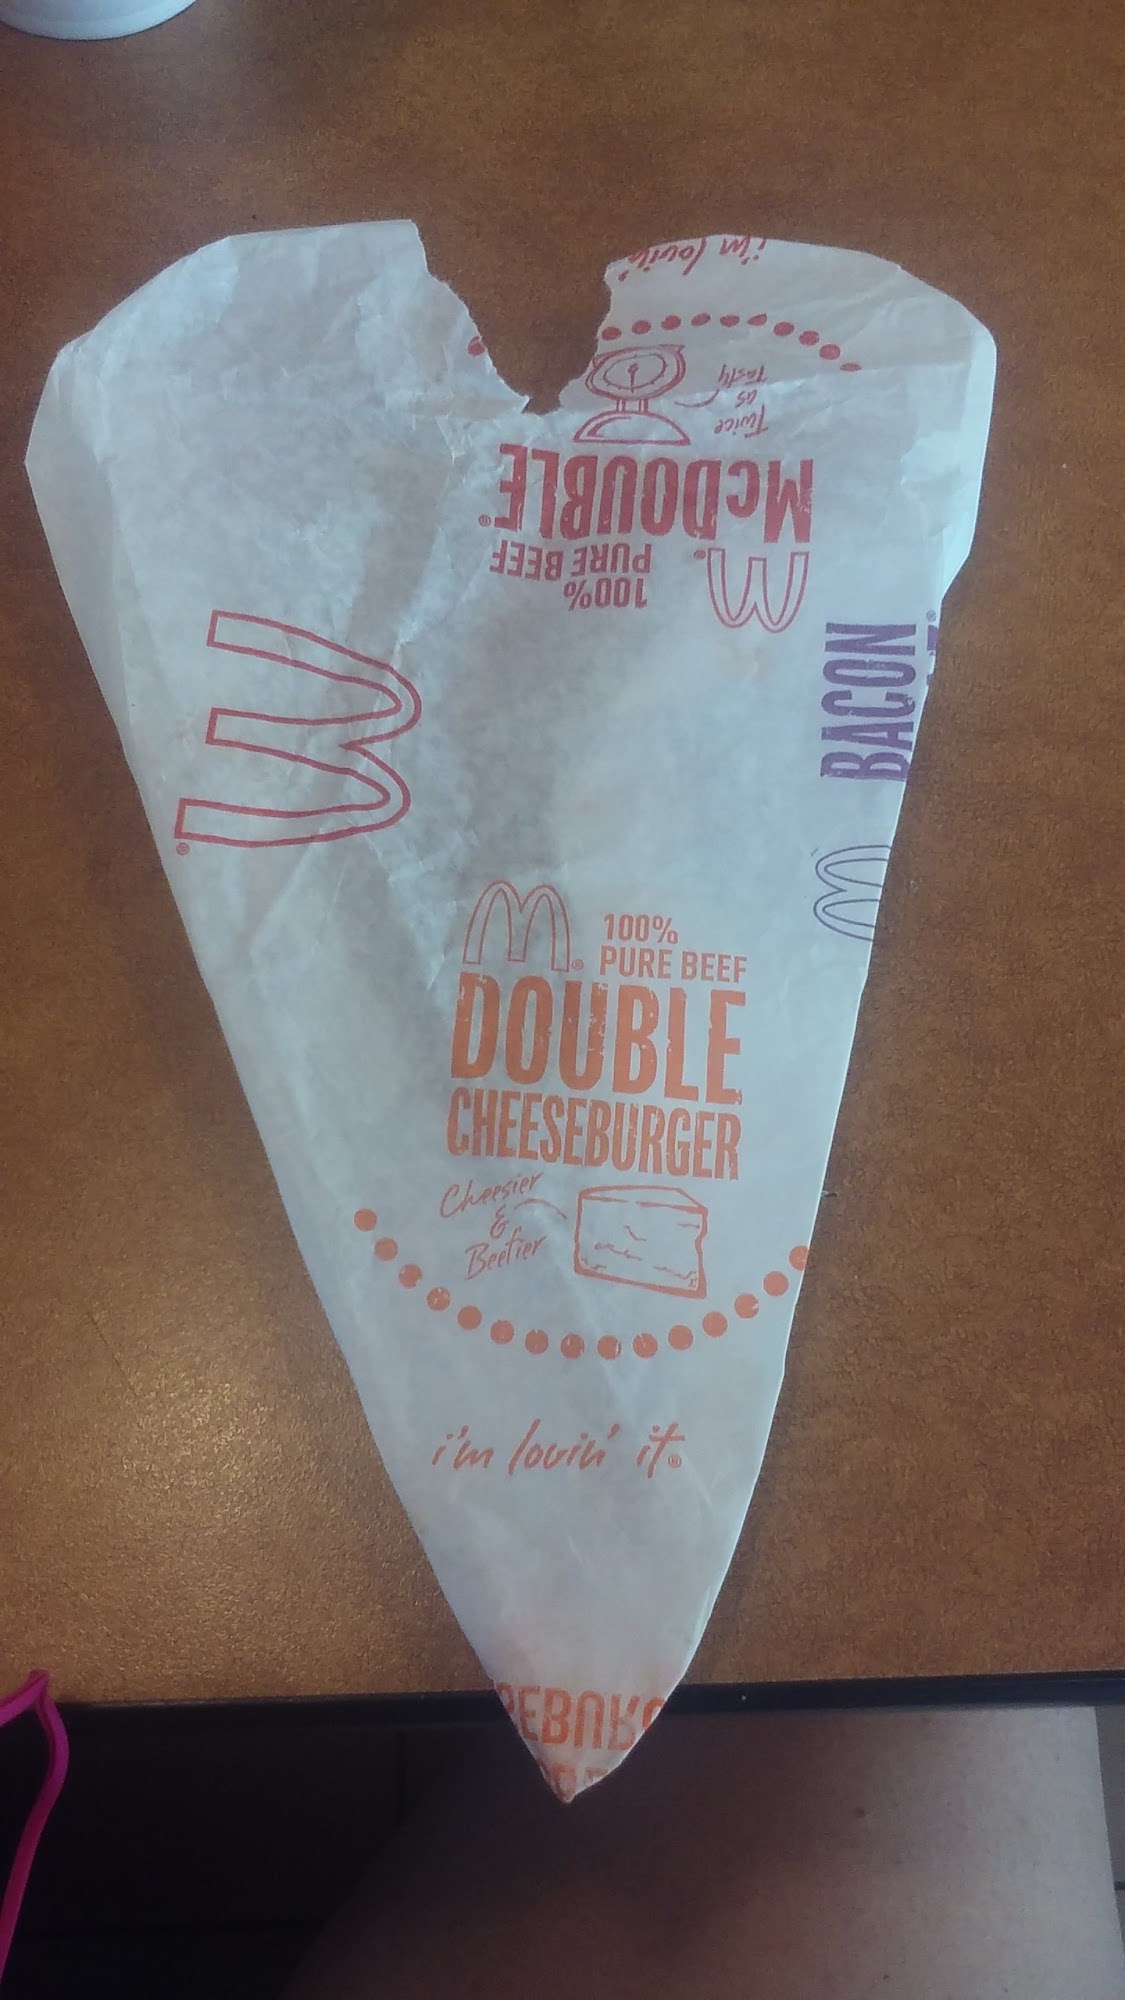 i'm lovin'
Twice
as
Tasty
McDOUBLE®
100%
PURE BEEF
BACON
100%
PURE BEEF
DOUBLE
CHEESEBURGER
Cheesier
&
Beefier
i'm lovin' it®